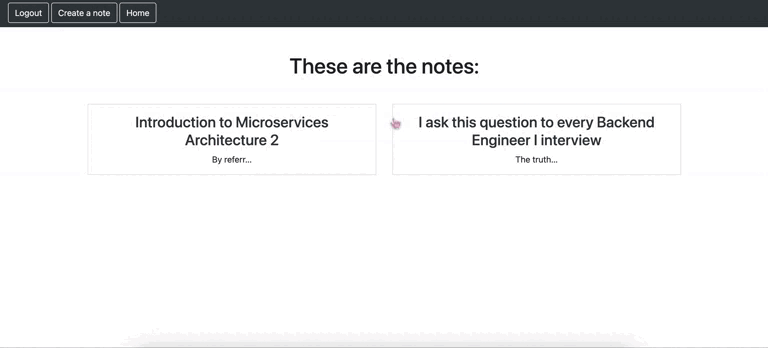 Logout Create a note Home
These are the notes:
Introduction to Microservices
Architecture 2
By referr...
I ask this question to every Backend
Engineer I interview
The truth...